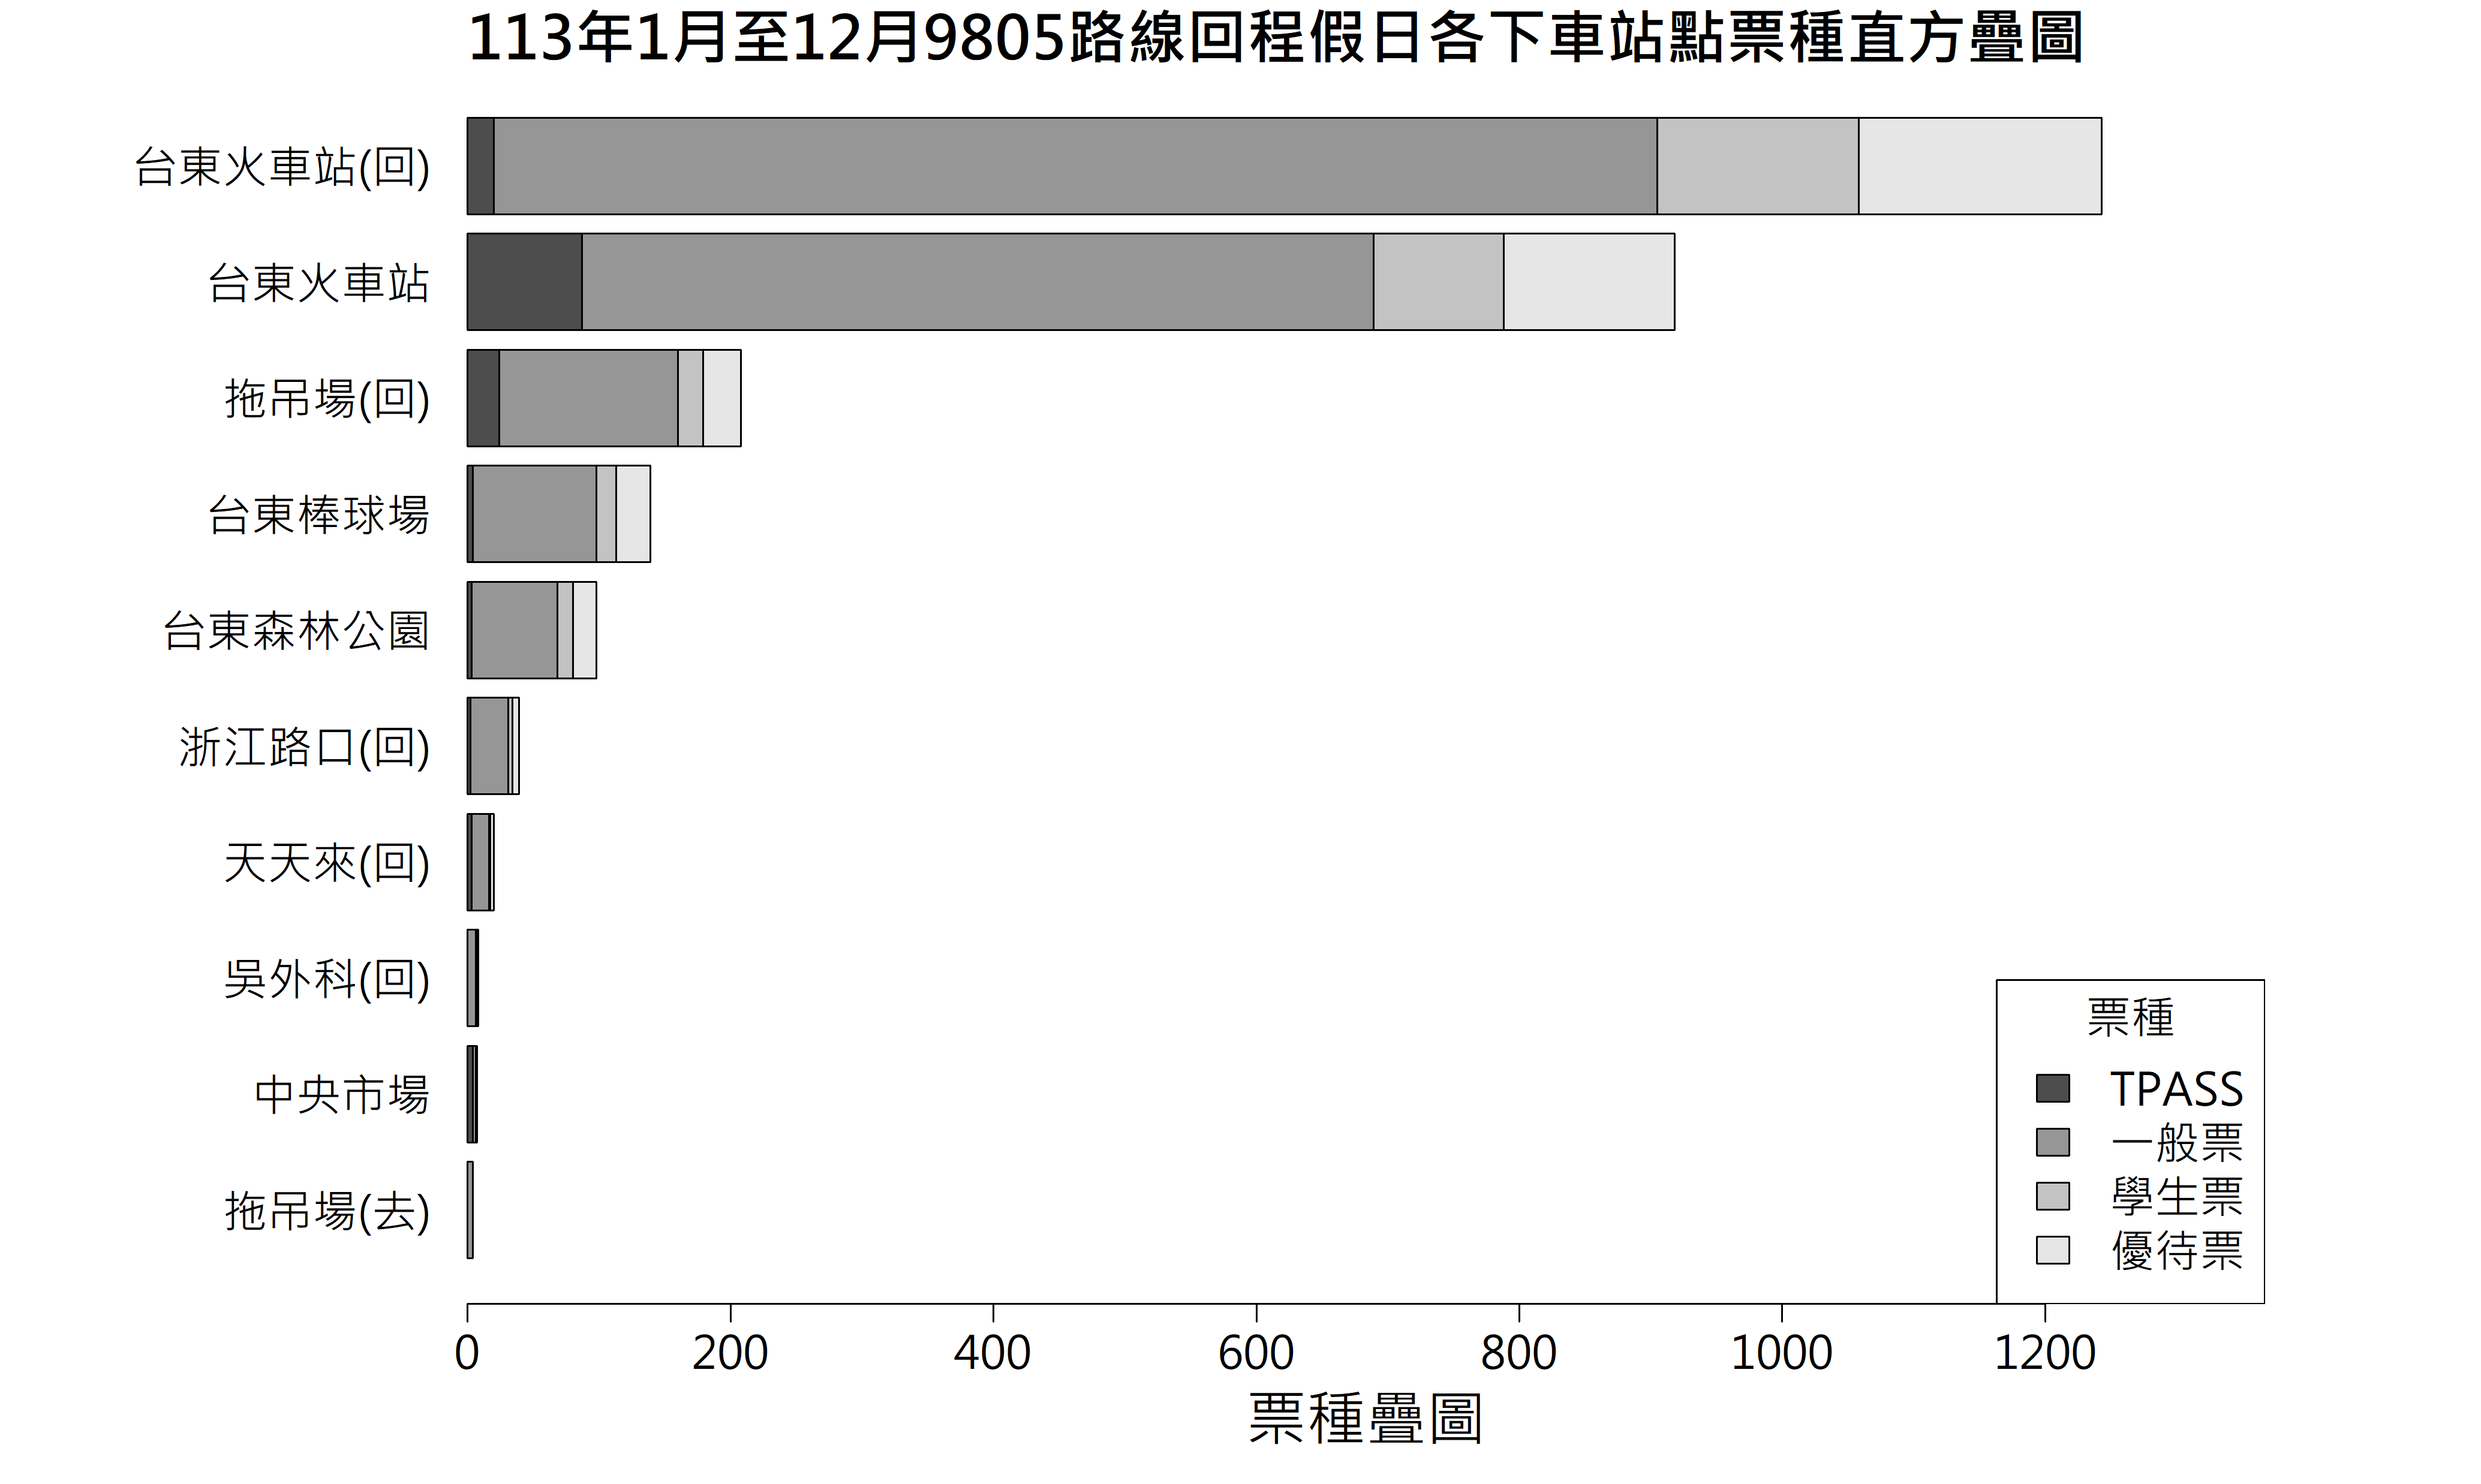 113年1月至12月9805路線回程假日各下車站點票種直方疊圖
台東火車站(回)
台東火車站
拖吊場(回)
台東棒球場
台東森林公園
浙江路口(回)
天天來(回)
吳外科(回)
中央市場
拖吊場(去)
票種
TPASS
一般票
學生票
優待票
0 200 400 600 800 1000 1200
票種疊圖